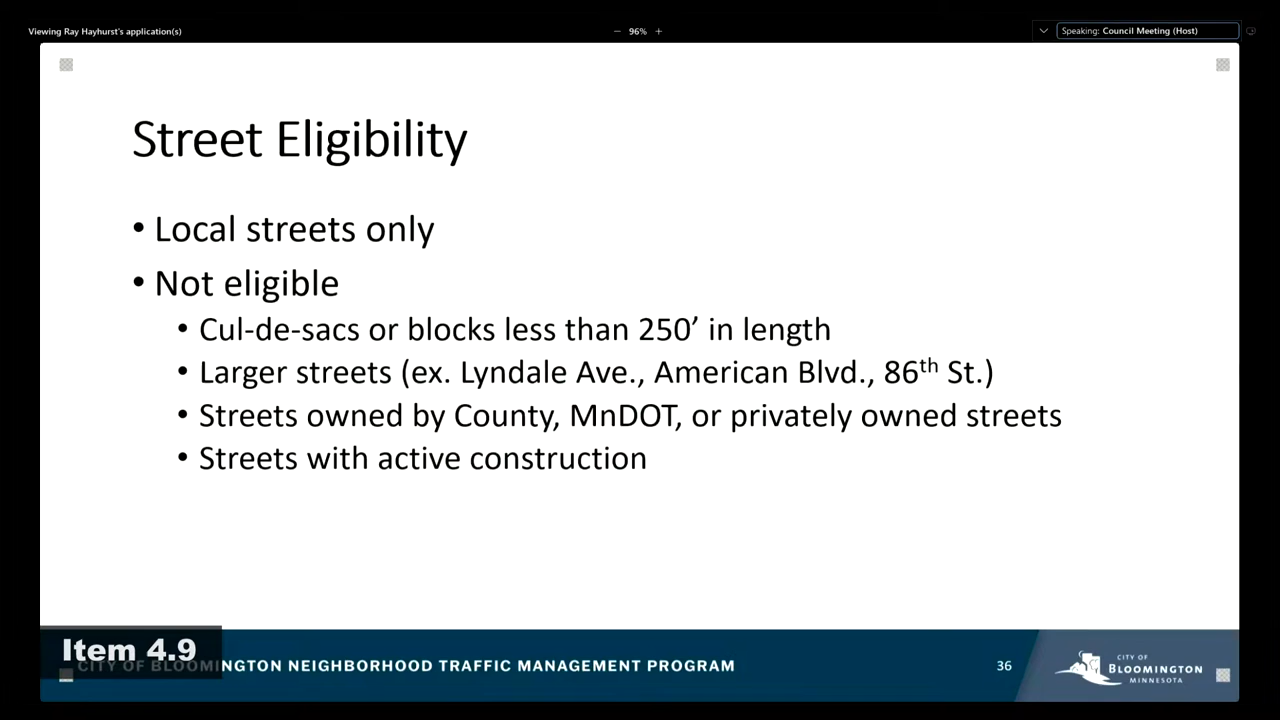 Viewing Ray Hayhurst's application(s)
96%
Speaking: Council Meeting (Host)
Street Eligibility
• Local streets only
• Not eligible
• Cul-de-sacs or blocks less than 250’ in length
• Larger streets (ex. Lyndale Ave., American Blvd., 86th St.)
• Streets owned by County, MnDOT, or privately owned streets
• Streets with active construction
Item 4.9
CITY OF BLOOMINGTON NEIGHBORHOOD TRAFFIC MANAGEMENT PROGRAM
36
CITY OF
BLOOMINGTON
MINNESOTA